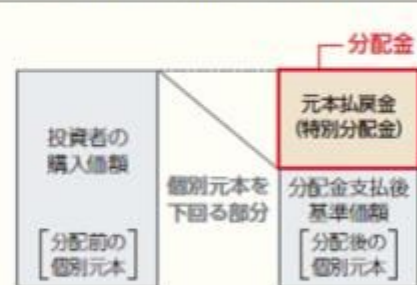 分配金
投資者の
購入価額
[分配前の
個別元本]
個別元本を
下回る部分
元本払戻金
(特別分配金)
分配金支払後
基準価額
[分配後の
個別元本]